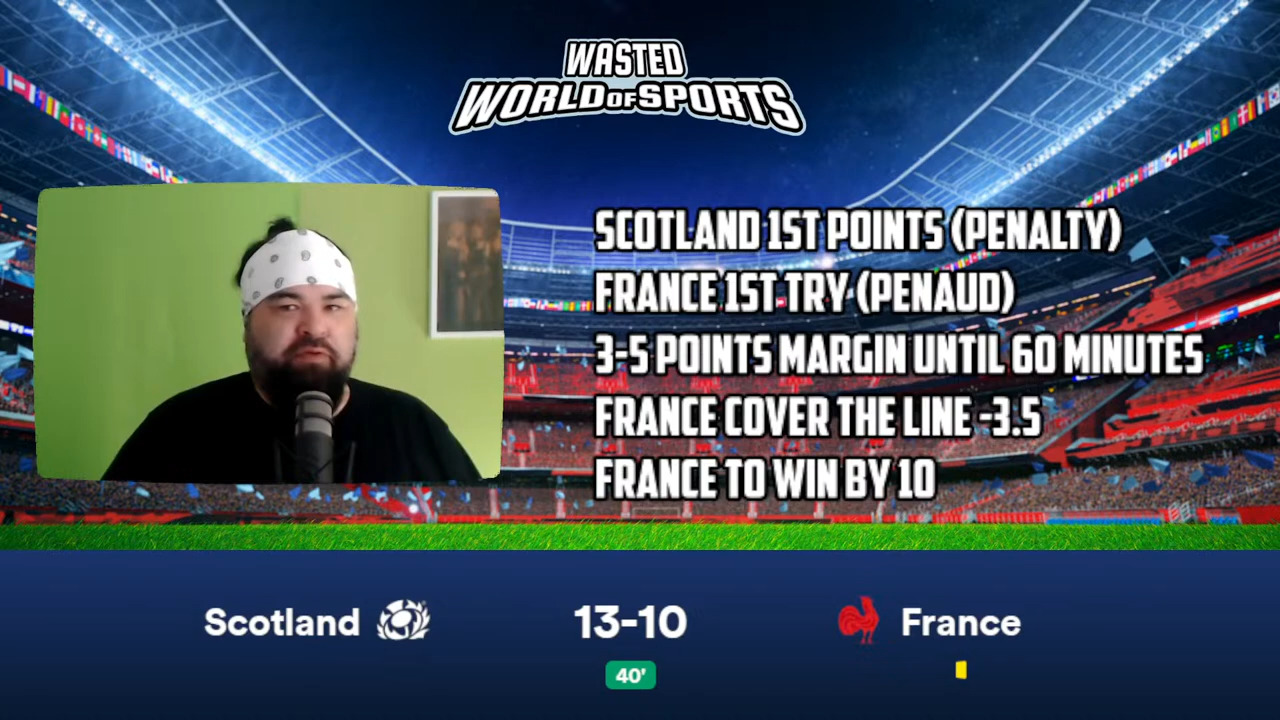 WASTED
WORLD OF SPORTS
SCOTLAND 1ST POINTS (PENALTY)
FRANCE 1ST TRY (PENAUD)
3-5 POINTS MARGIN UNTIL 60 MINUTES
FRANCE COVER THE LINE -3.5
FRANCE TO WIN BY 10
Scotland 13-10 France
40'